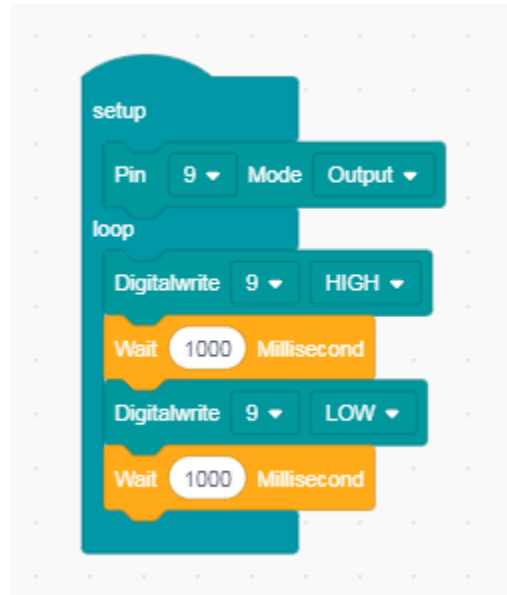 setup
Pin 9 Mode Output
loop
Digitalwrite 9 HIGH
Wait 1000 Millisecond
Digitalwrite 9 LOW
Wait 1000 Millisecond